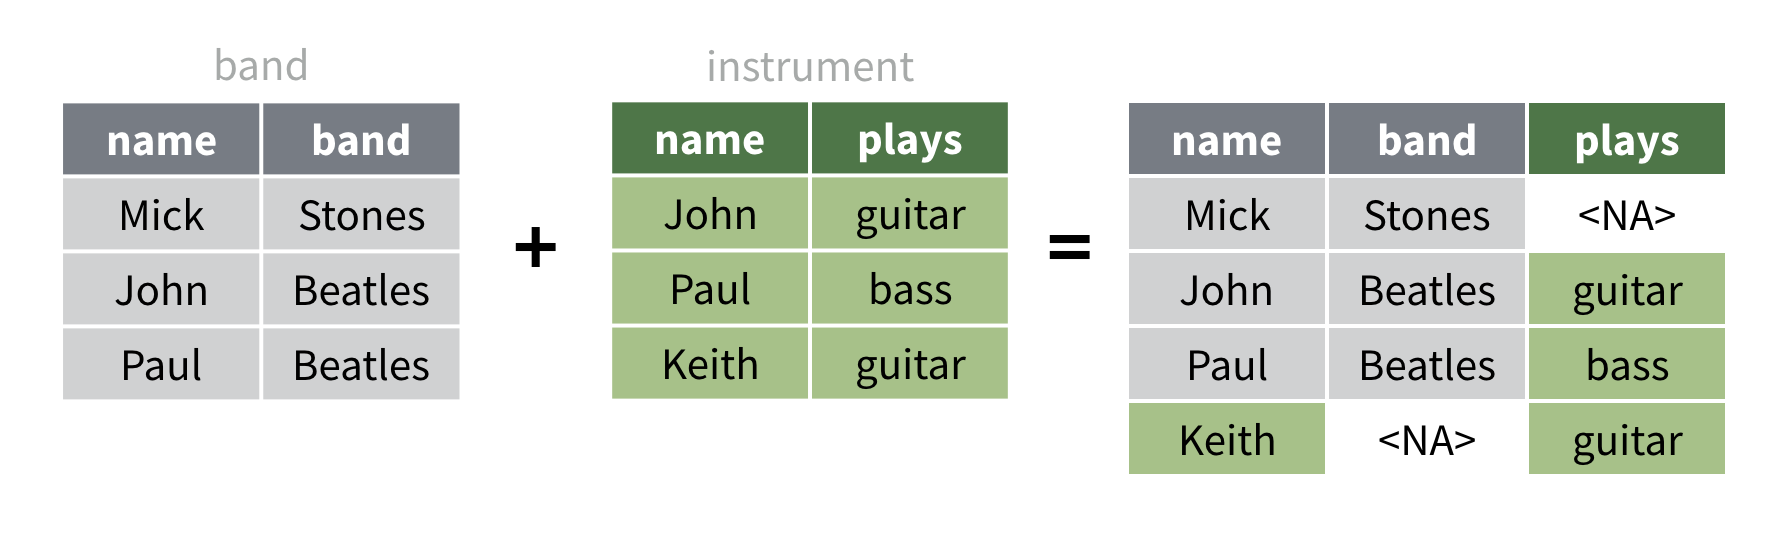 band
name band
Mick Stones
John Beatles
Paul Beatles
+
instrument
name plays
John guitar
Paul bass
Keith guitar
=
name band plays
Mick Stones <NA>
John Beatles guitar
Paul Beatles bass
Keith <NA> guitar